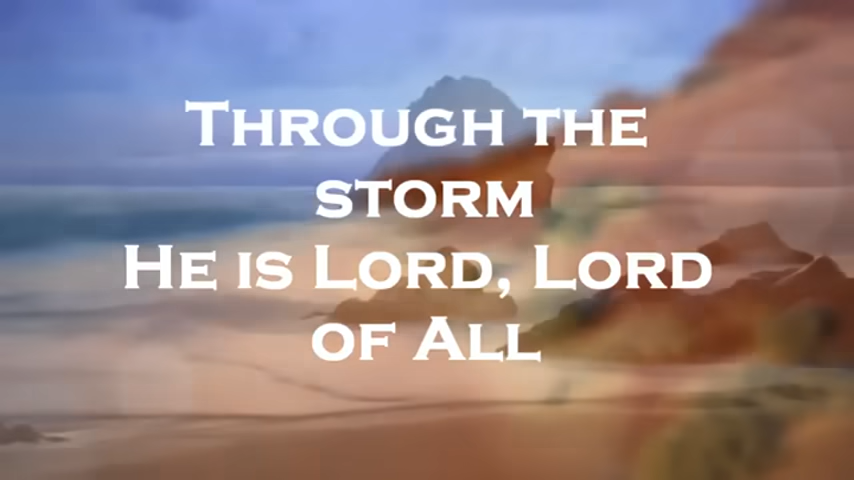 Through the
storm
He is Lord, Lord
of All